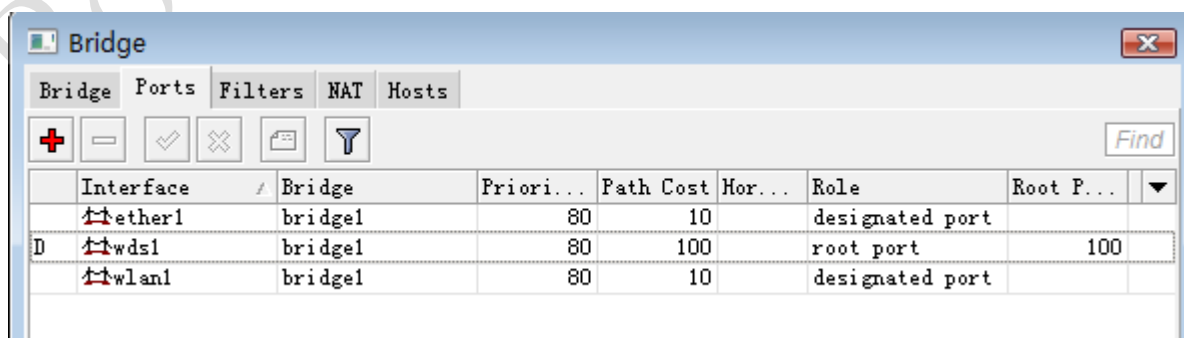 Bridge
Bridge Ports Filters NAT Hosts
Find
Interface Bridge Priori... Path Cost Hor... Role Root P...
ether1 bridge1 80 10 designated port
D wds1 bridge1 80 100 root port 100
wlan1 bridge1 80 10 designated port